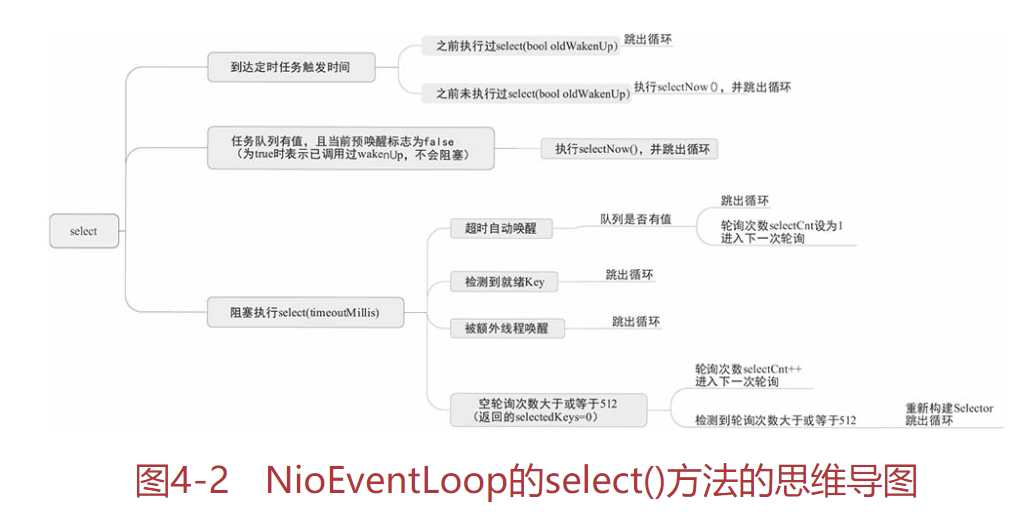 select
到达定时任务触发时间
之前执行过select(bool oldWakenUp)
跳出循环
之前未执行过select(bool oldWakenUp)
执行selectNow()，并跳出循环
任务队列有值，且当前预唤醒标志为false
（为true时表示已调用过wakenUp，不会阻塞）
执行selectNow()，并跳出循环
阻塞执行select(timeoutMillis)
超时自动唤醒
队列是否有值
跳出循环
轮询次数selectCnt设为1
进入下一次轮询
检测到就绪Key
跳出循环
被额外线程唤醒
跳出循环
空轮询次数大于或等于512
（返回的selectedKeys=0）
轮询次数selectCnt++
进入下一次轮询
检测到轮询次数大于或等于512
重新构建Selector
跳出循环
图4-2 NioEventLoop的select()方法的思维导图